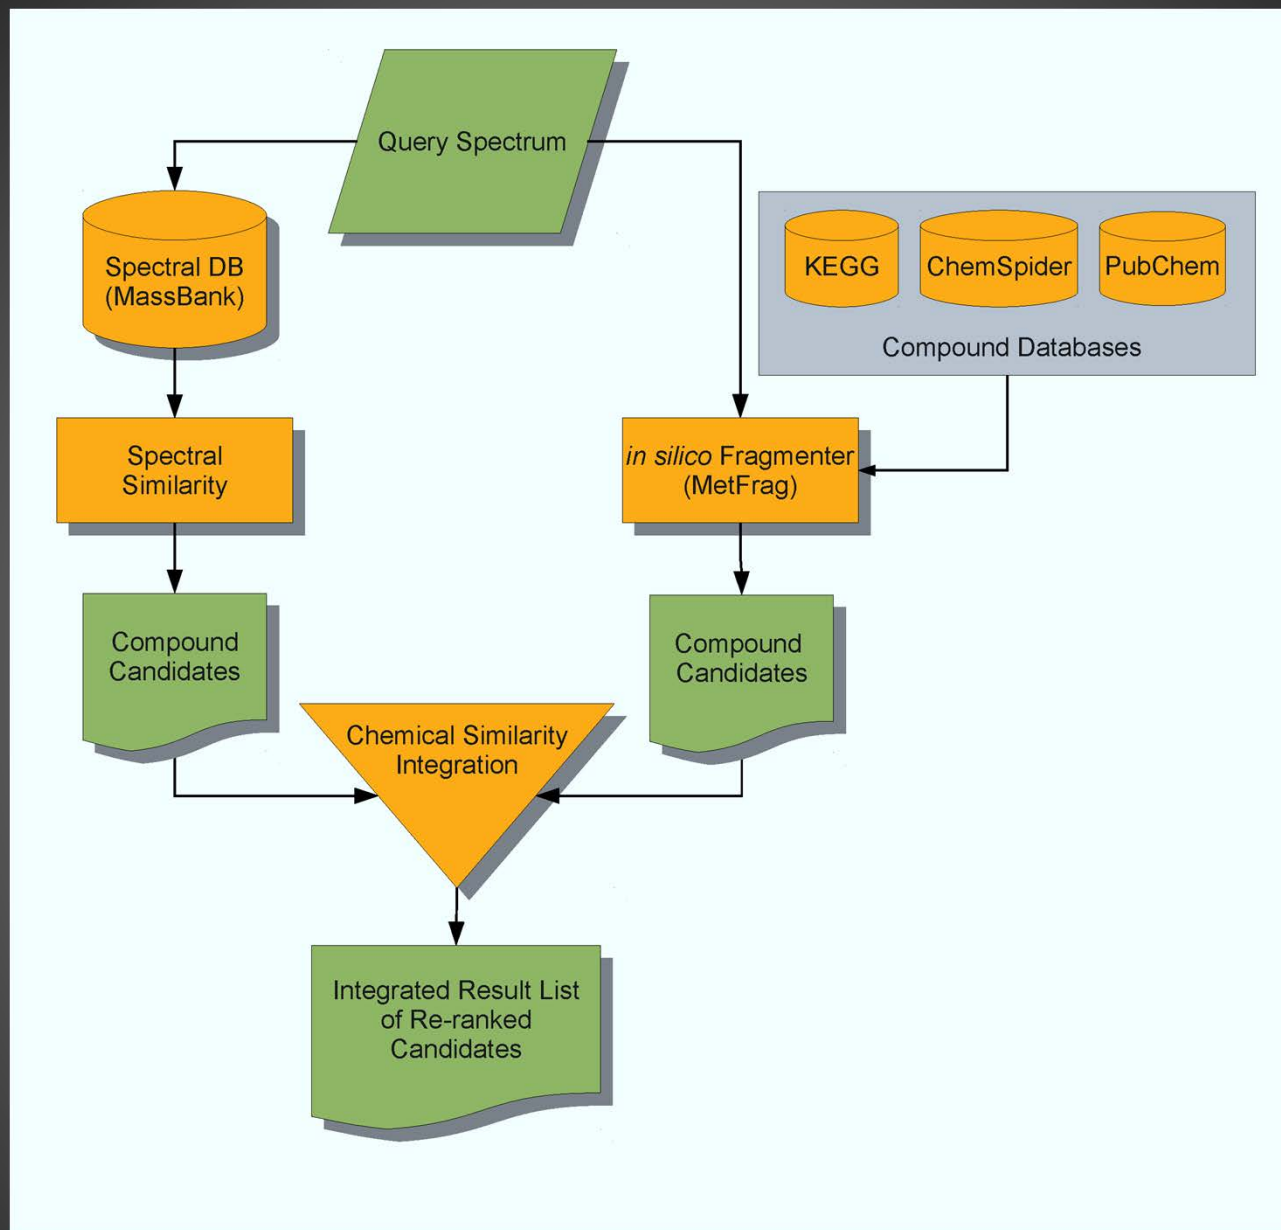 Query Spectrum
Spectral DB
(MassBank)
KEGG
ChemSpider
PubChem
Compound Databases
Spectral
Similarity
in silico Fragmenter
(MetFrag)
Compound
Candidates
Compound
Candidates
Chemical Similarity
Integration
Integrated Result List
of Re-ranked
Candidates